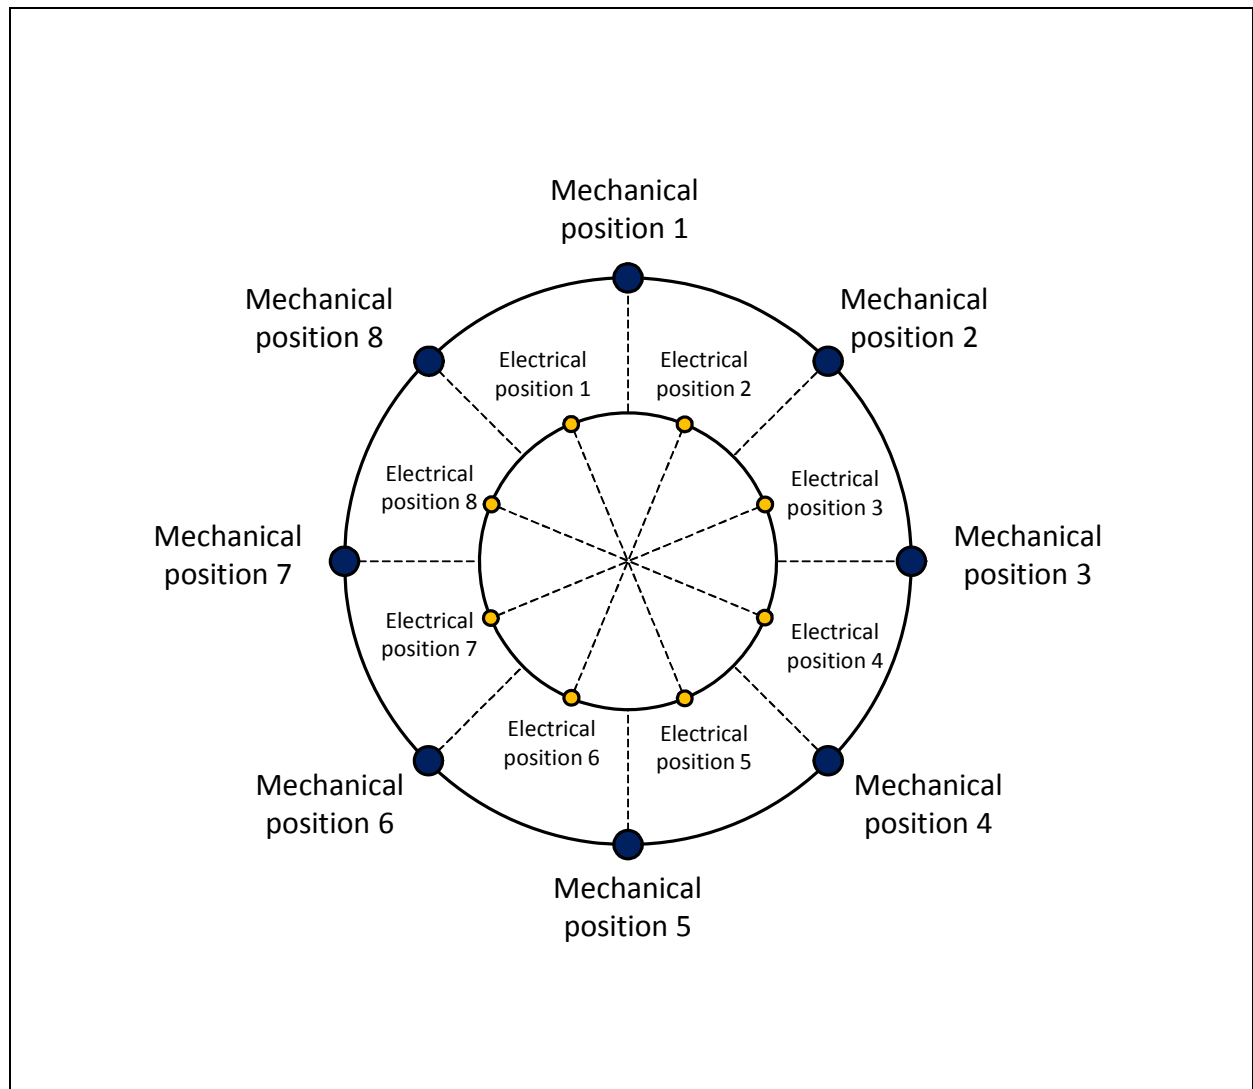 Mechanical
position 1
Mechanical
position 8
Mechanical
position 2
Electrical
position 1
Electrical
position 2
Electrical
position 8
Electrical
position 3
Mechanical
position 7
Mechanical
position 3
Electrical
position 7
Electrical
position 4
Electrical
position 6
Electrical
position 5
Mechanical
position 6
Mechanical
position 4
Mechanical
position 5